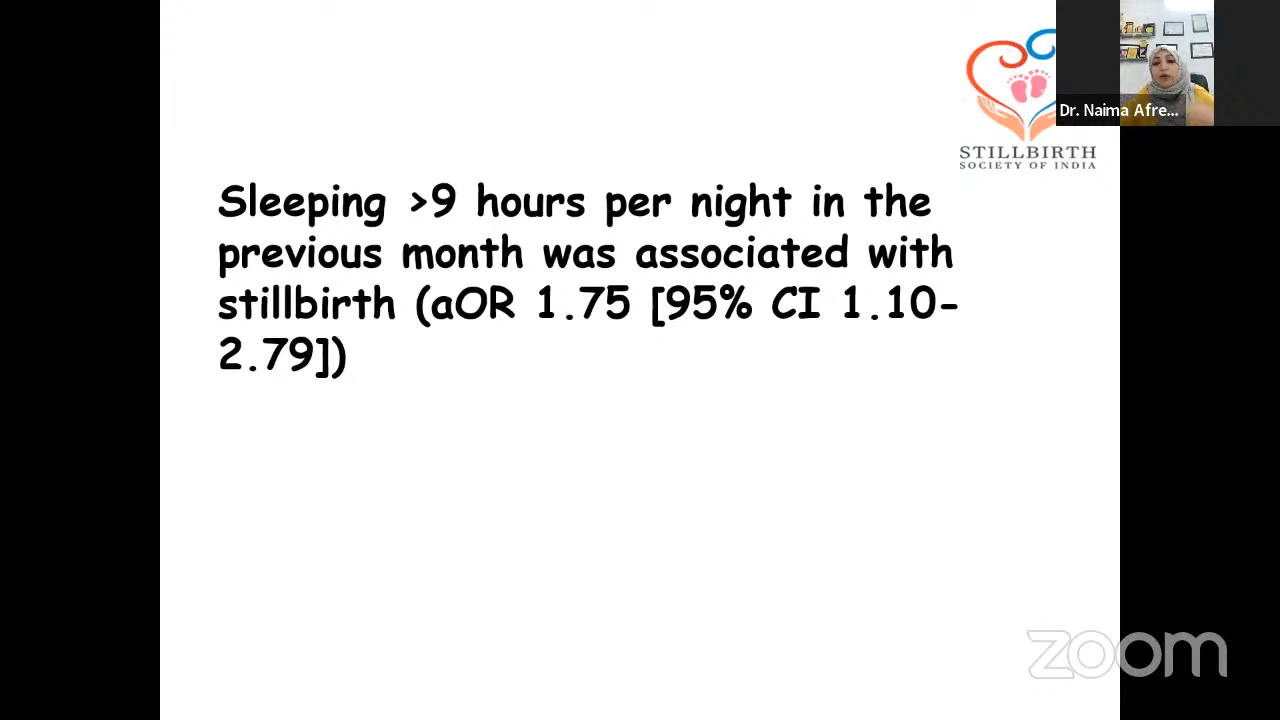 Dr. Naima Afre...
STILLBIRTH
SOCIETY OF INDIA
Sleeping >9 hours per night in the
previous month was associated with
stillbirth (aOR 1.75 [95% CI 1.10-
2.79])
zoom